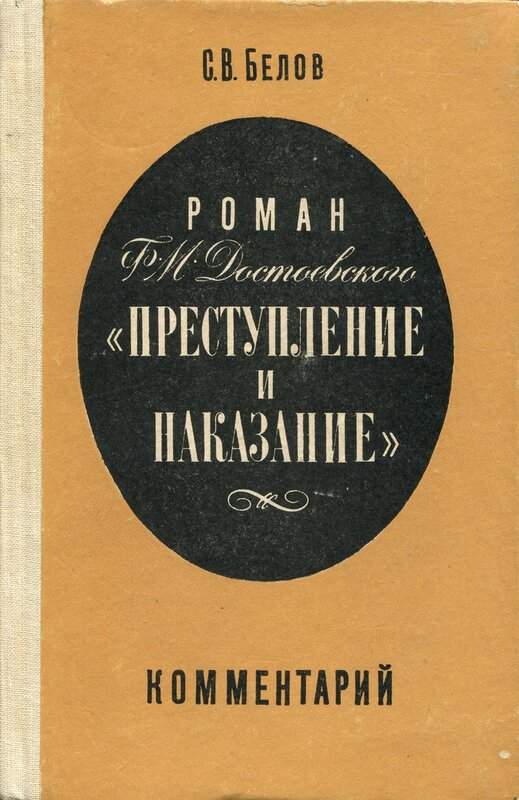 С.В. БЕЛОВ
РОМАН
Ф.М. Достоевского
«ПРЕСТУПЛЕНИЕ
И
НАКАЗАНИЕ»
КОММЕНТАРИЙ